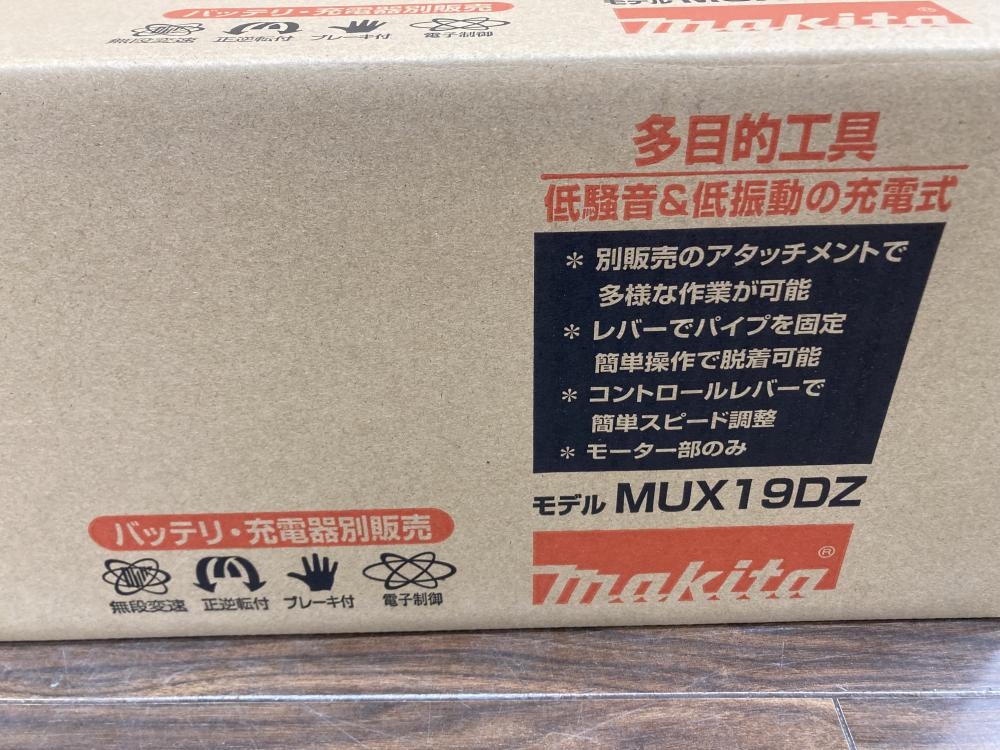 バッテリ・充電器別販売
無段変速 正逆転付 ブレーキ付 電子制御
モデル
makita®
多目的工具
低騒音&低振動の充電式
* 別販売のアタッチメントで
多様な作業が可能
* レバーでパイプを固定
簡単操作で脱着可能
* コントロールレバーで
簡単スピード調整
* モーター部のみ
モデル MUX19DZ
makita®
バッテリ・充電器別販売
無段変速 正逆転付 ブレーキ付 電子制御